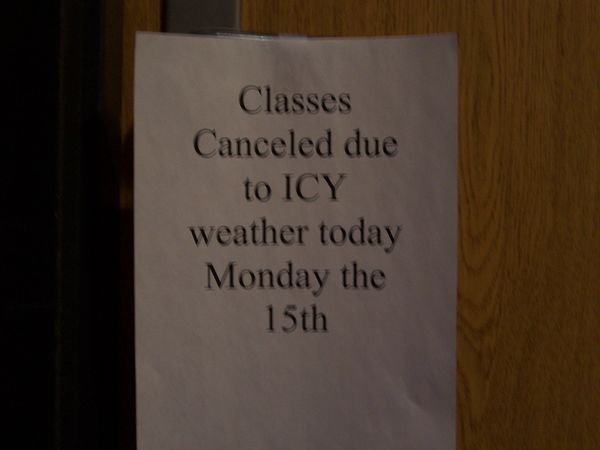 Classes
Canceled due
to ICY
weather today
Monday the
15th